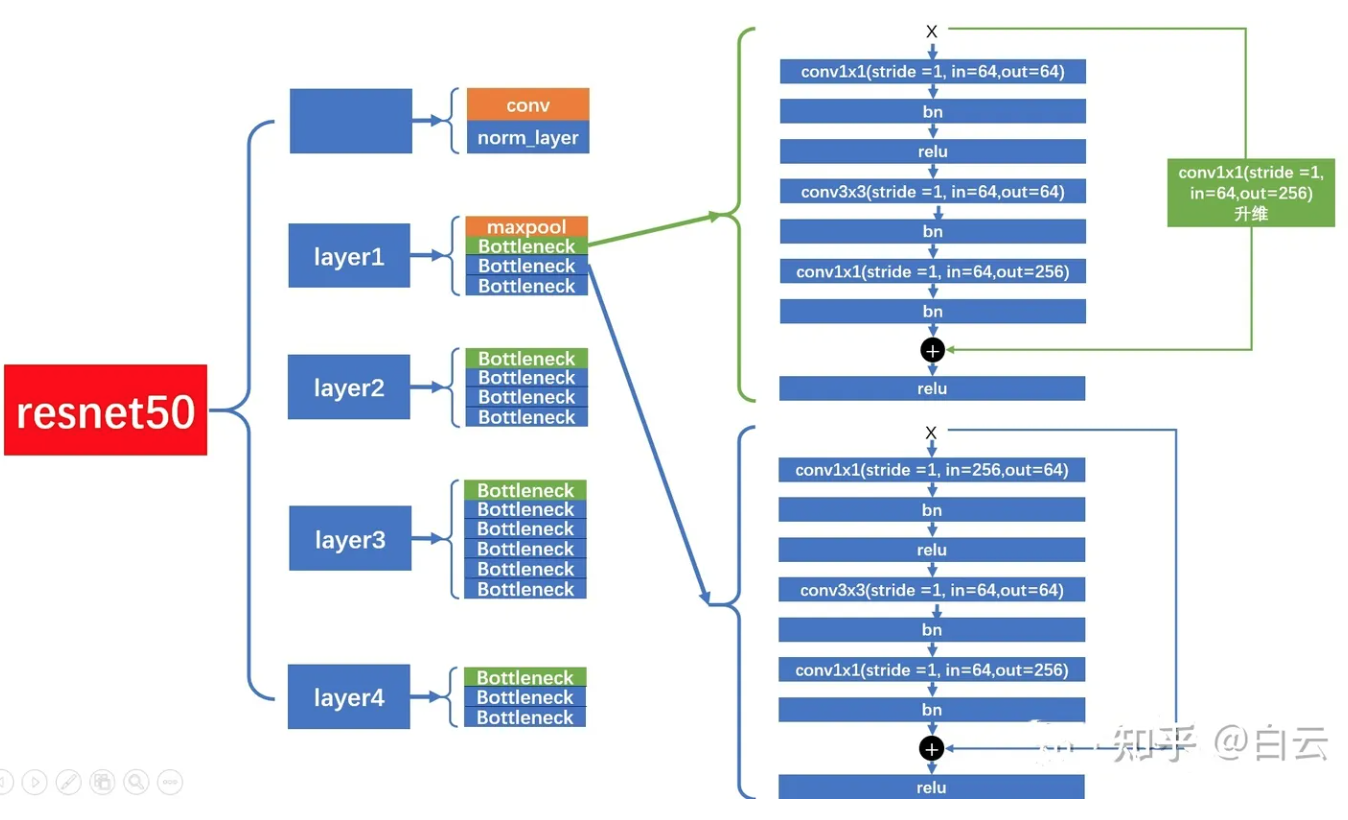 resnet50
conv
norm_layer
layer1
maxpool
Bottleneck
Bottleneck
Bottleneck
layer2
Bottleneck
Bottleneck
Bottleneck
Bottleneck
layer3
Bottleneck
Bottleneck
Bottleneck
Bottleneck
Bottleneck
Bottleneck
layer4
Bottleneck
Bottleneck
Bottleneck
X
conv1x1(stride =1, in=64,out=64)
bn
relu
conv3x3(stride =1, in=64,out=64)
bn
conv1x1(stride =1, in=64,out=256)
bn
+
relu
conv1x1(stride =1,
in=64,out=256)
升维
X
conv1x1(stride =1, in=256,out=64)
bn
relu
conv3x3(stride =1, in=64,out=64)
bn
conv1x1(stride =1, in=64,out=256)
bn
+
relu
知乎 @白云